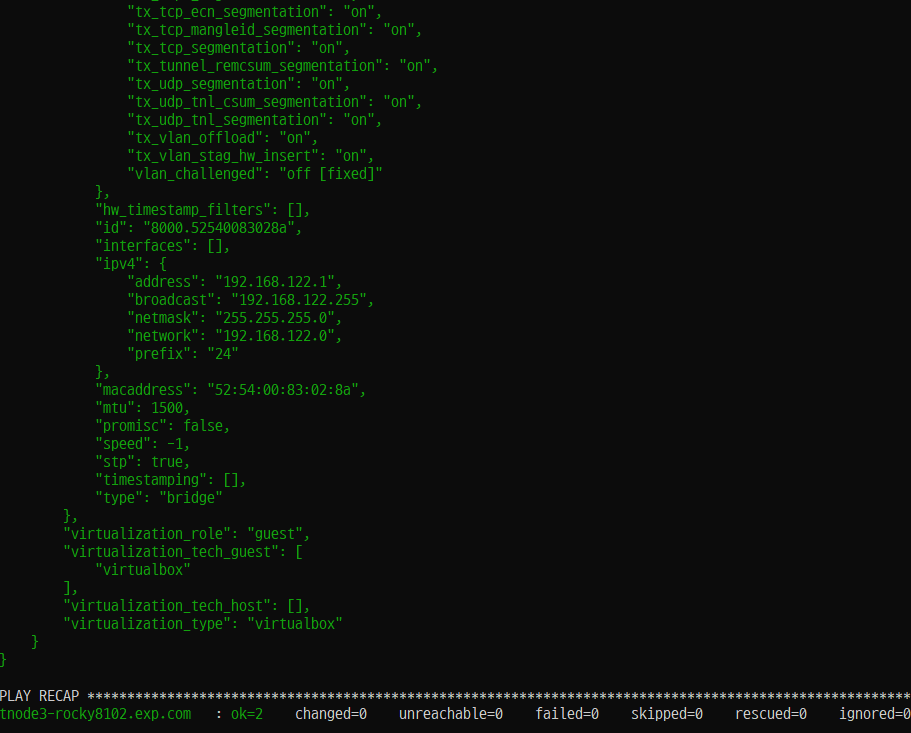 "tx_tcp_ecn_segmentation": "on",
"tx_tcp_mangleid_segmentation": "on",
"tx_tcp_segmentation": "on",
"tx_tunnel_remcsum_segmentation": "on",
"tx_udp_segmentation": "on",
"tx_udp_tnl_csum_segmentation": "on",
"tx_udp_tnl_segmentation": "on",
"tx_vlan_offload": "on",
"tx_vlan_stag_hw_insert": "on",
"vlan_challenged": "off [fixed]"
},
"hw_timestamp_filters": [],
"id": "8000.52540083028a",
"interfaces": [],
"ipv4": {
"address": "192.168.122.1",
"broadcast": "192.168.122.255",
"netmask": "255.255.255.0",
"network": "192.168.122.0",
"prefix": "24"
},
"macaddress": "52:54:00:83:02:8a",
"mtu": 1500,
"promisc": false,
"speed": -1,
"stp": true,
"timestamping": [],
"type": "bridge"
},
"virtualization_role": "guest",
"virtualization_tech_guest": [
"virtualbox"
],
"virtualization_tech_host": [],
"virtualization_type": "virtualbox"
}
}
PLAY RECAP *******************************************************************************************************
tnode3-rocky8102.exp.com : ok=2 changed=0 unreachable=0 failed=0 skipped=0 rescued=0 ignored=0